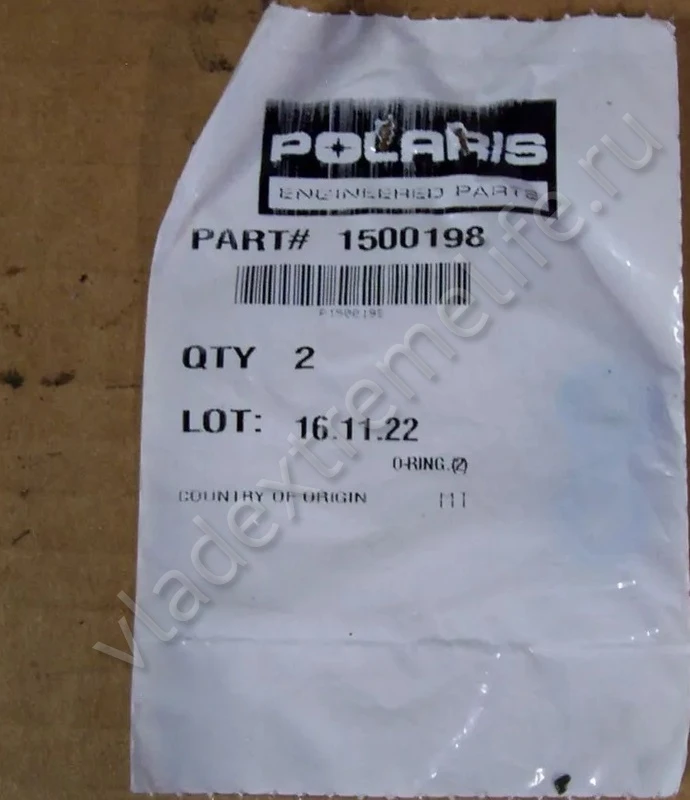 POLARIS
ENGINEERED PARTS
PART# 1500198
P1500198
QTY 2
LOT: 16.11.22
O-RING.(2)
COUNTRY OF ORIGIN
vladextremelife.ru